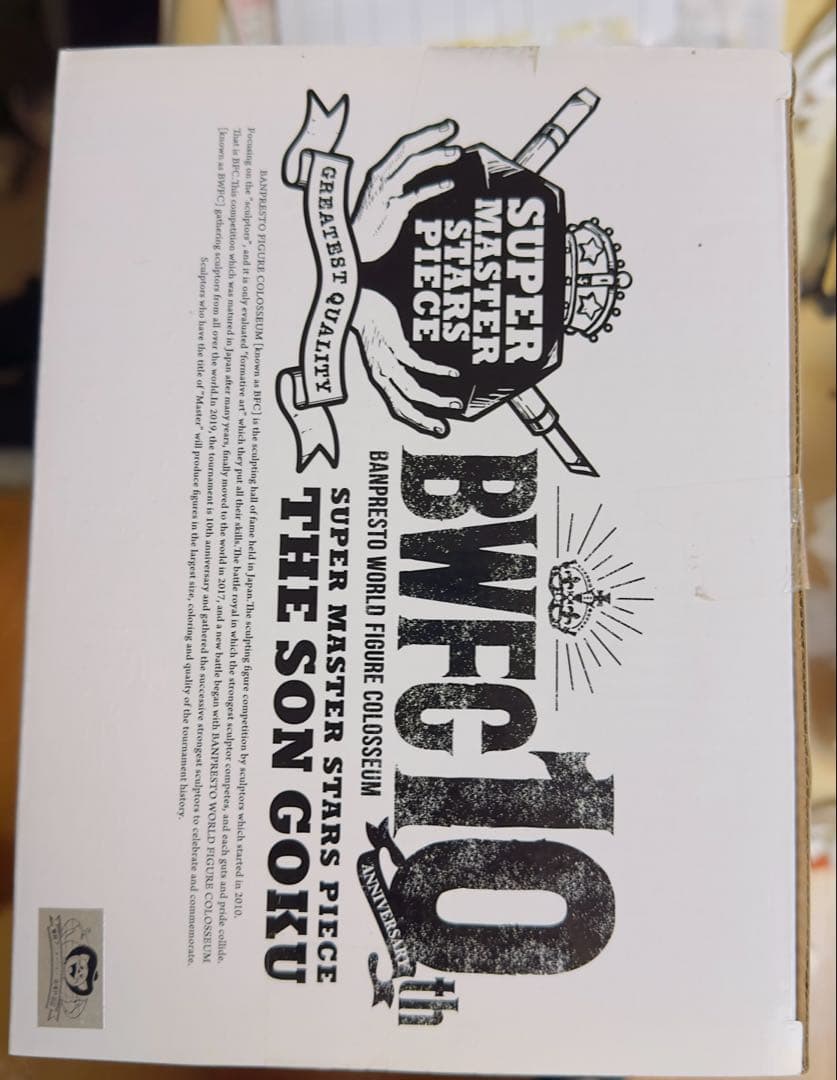 SUPER
MASTER
STARS
PIECE
GREATEST QUALITY
BWFC10th
ANNIVERSARY
BANPRESTO WORLD FIGURE COLOSSEUM
SUPER MASTER STARS PIECE
THE SON GOKU
BANPRESTO FIGURE COLOSSEUM [known as BFC] is the sculpting hall of fame held in Japan. The sculpting figure competition by sculptors which started in 2010.
Focusing on the "sculptors", and it is only evaluated "formative art" which they put all their skills. The battle royal in which the strongest sculptor competes, and each guts and pride collide.
That is BFC. This competition which was matured in Japan after many years, finally moved to the world in 2017, and a new battle began with BANPRESTO WORLD FIGURE COLOSSEUM
[known as BWFC] gathering sculptors from all over the world. In 2019, the tournament is 10th anniversary and gathered the successive strongest sculptors to celebrate and commemorate.
Sculptors who have the title of "Master" will produce figures in the largest size, coloring and quality of the tournament history.